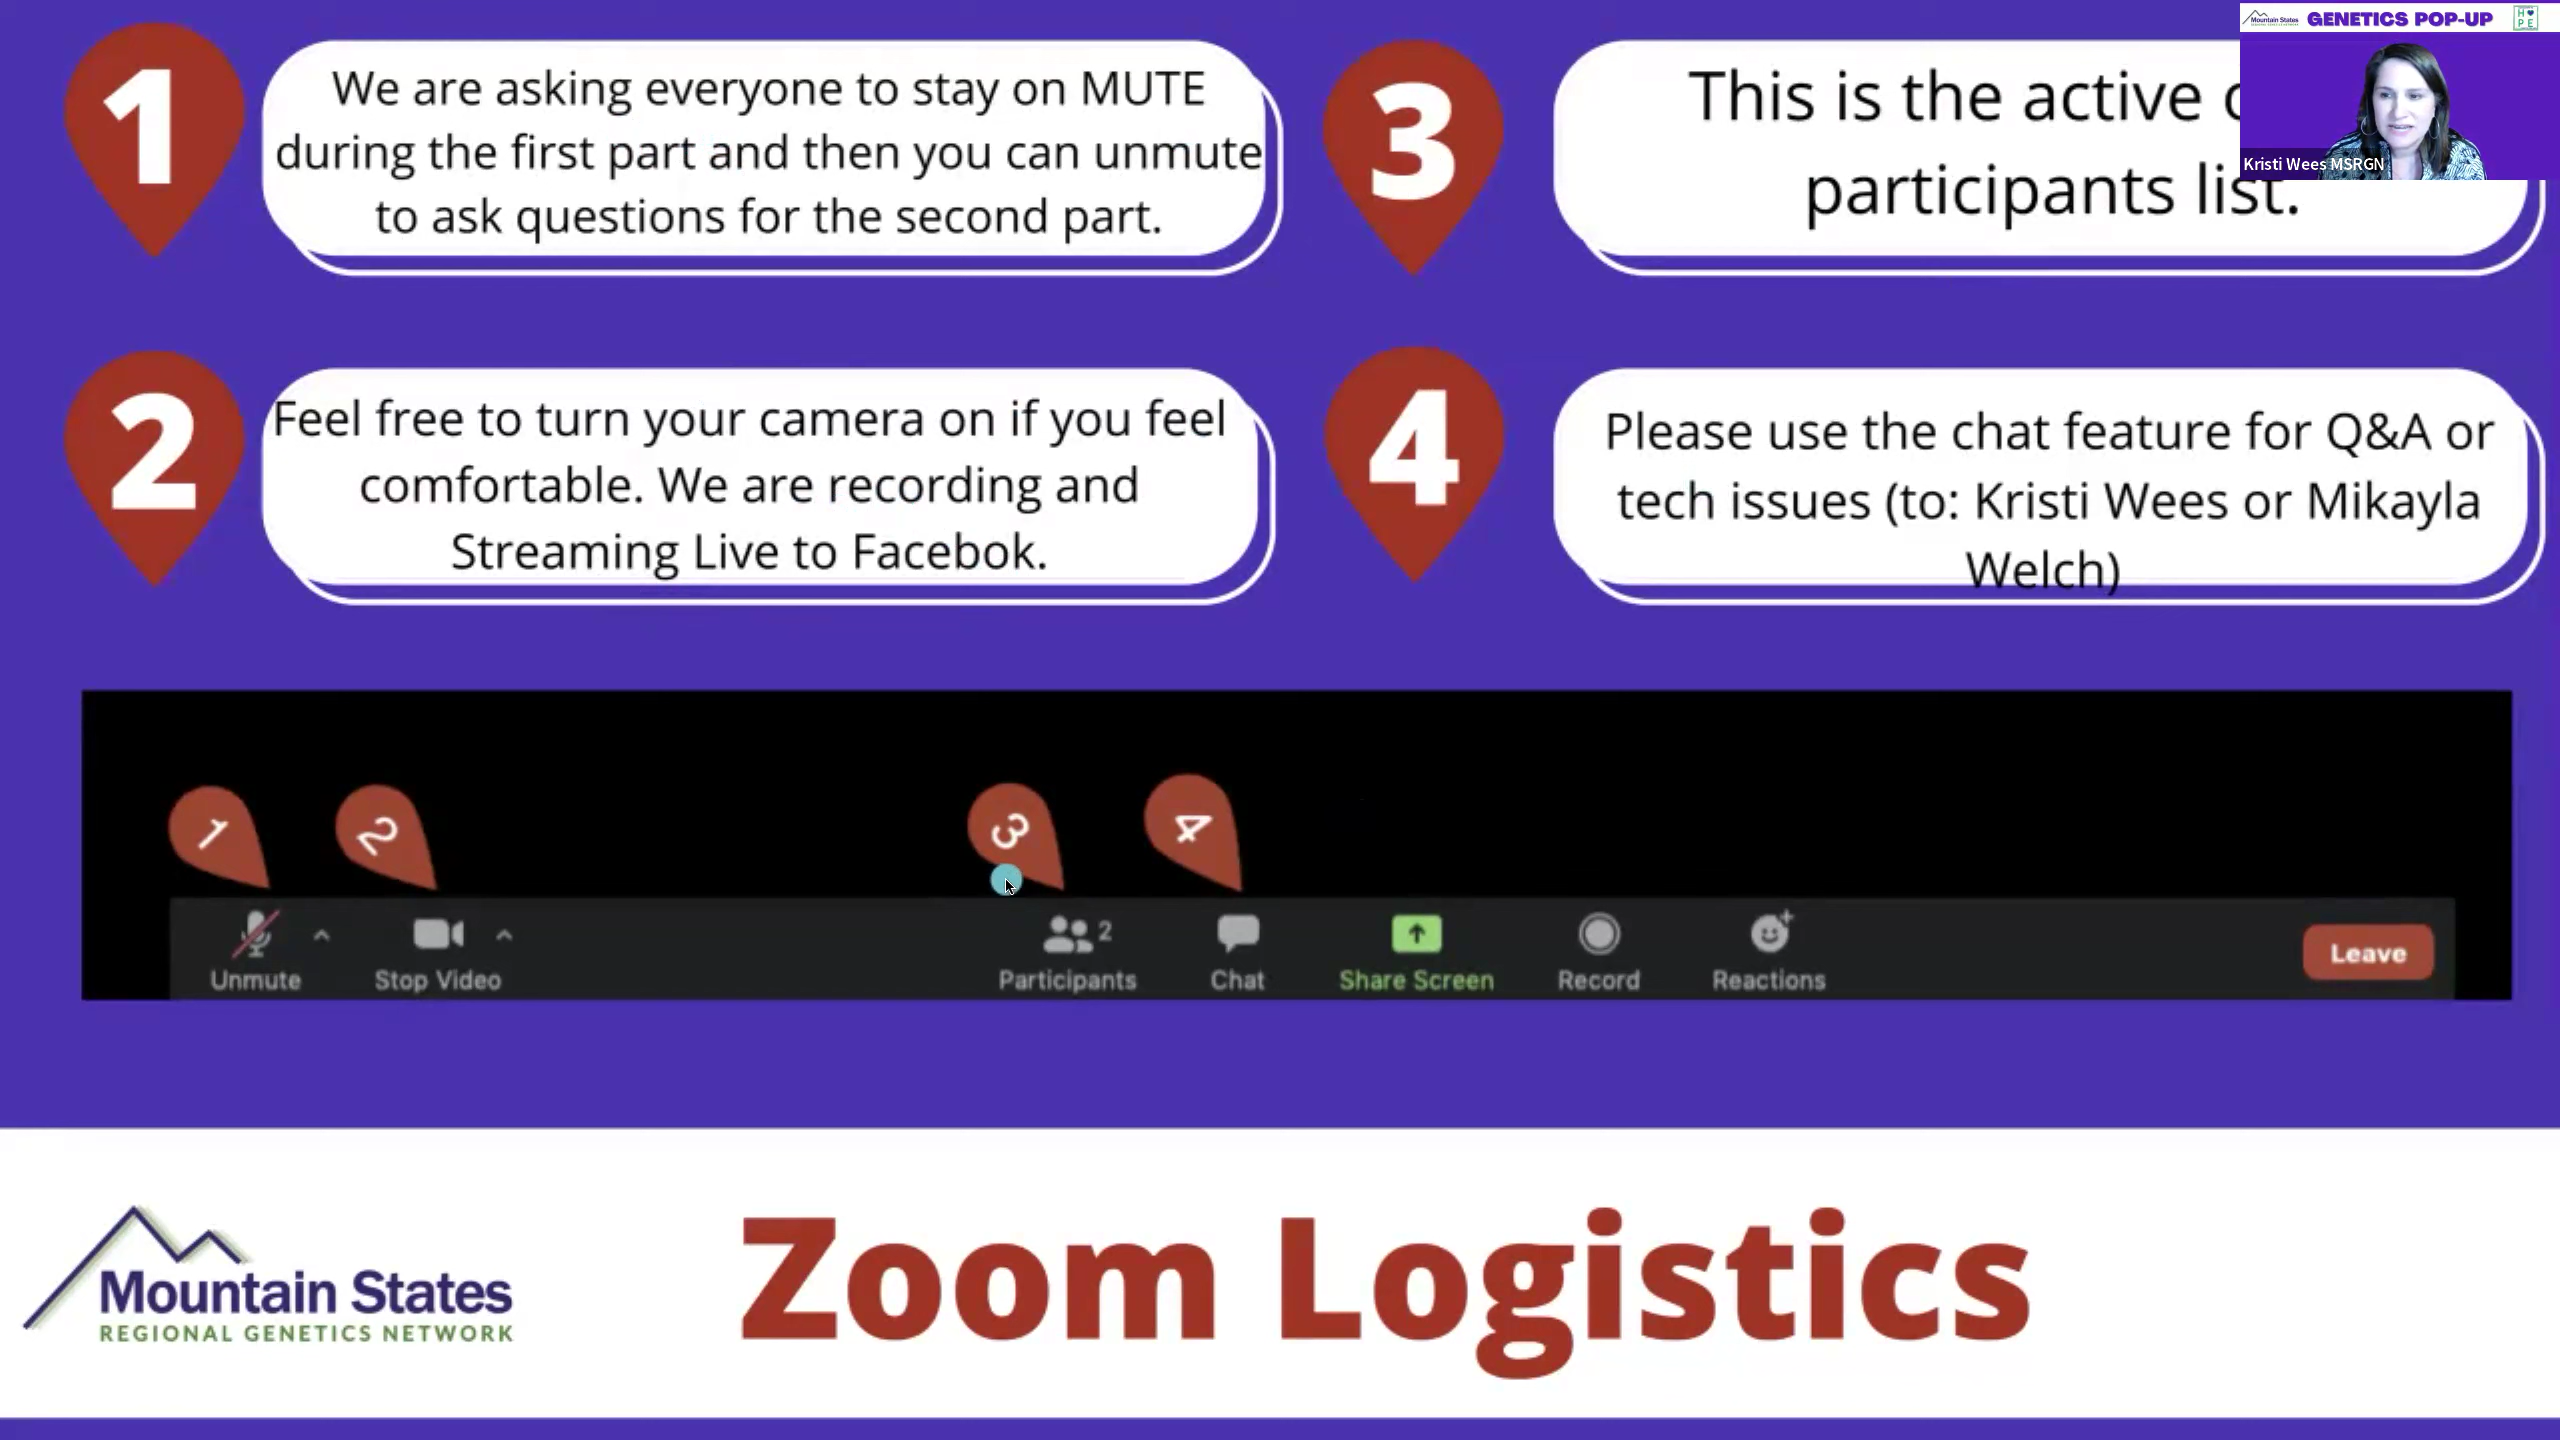 1
We are asking everyone to stay on MUTE
during the first part and then you can unmute
to ask questions for the second part.
2
Feel free to turn your camera on if you feel
comfortable. We are recording and
Streaming Live to Facebok.
3
This is the active
participants list.
4
Please use the chat feature for Q&A or
tech issues (to: Kristi Wees or Mikayla
Welch)
Mountain States
GENETICS POP-UP
HOPE
Kristi Wees MSRGN
1
2
3
4
2
Unmute
Stop Video
Participants
Chat
Share Screen
Record
Reactions
Leave
Mountain States
REGIONAL GENETICS NETWORK
Zoom Logistics